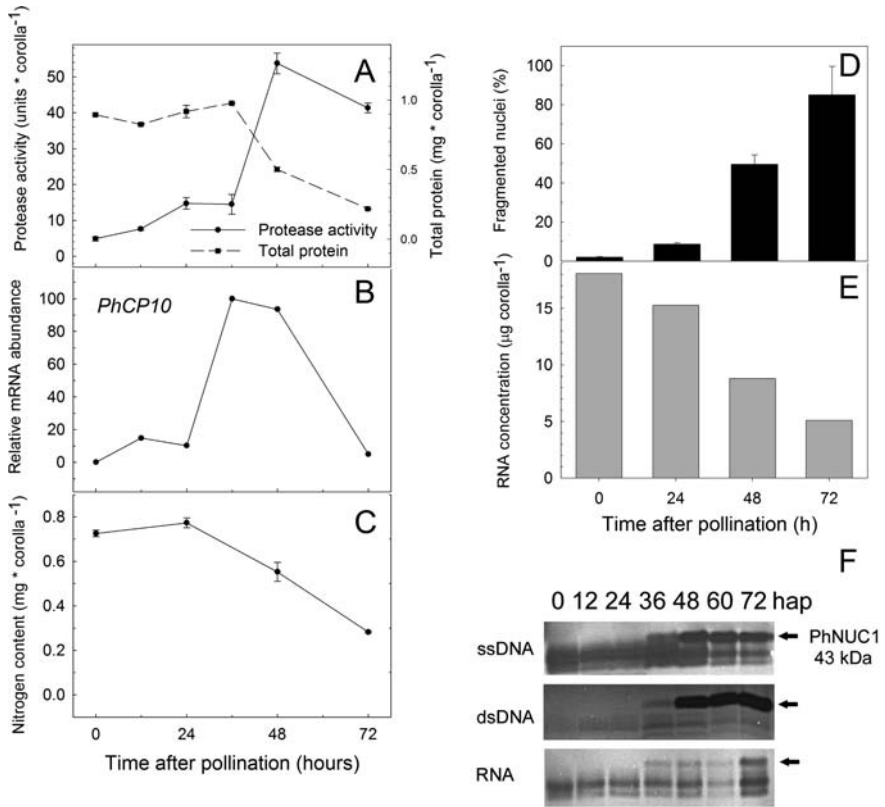 A
Protease activity (units * corolla-1)
50
40
30
20
10
0
1.0
0.5
0.0
Total protein (mg * corolla-1)
Protease activity
Total protein
B
PhCP10
Relative mRNA abundance
100
80
60
40
20
0
C
Nitrogen content (mg * corolla -1)
0.8
0.6
0.4
0.2
0.0
0 24 48 72
Time after pollination (hours)
D
Fragmented nuclei (%)
100
80
60
40
20
0
E
RNA concentration (µg corolla-1)
15
10
5
0
0 24 48 72
Time after pollination (h)
F
0 12 24 36 48 60 72 hap
ssDNA
PhNUC1
43 kDa
dsDNA
RNA